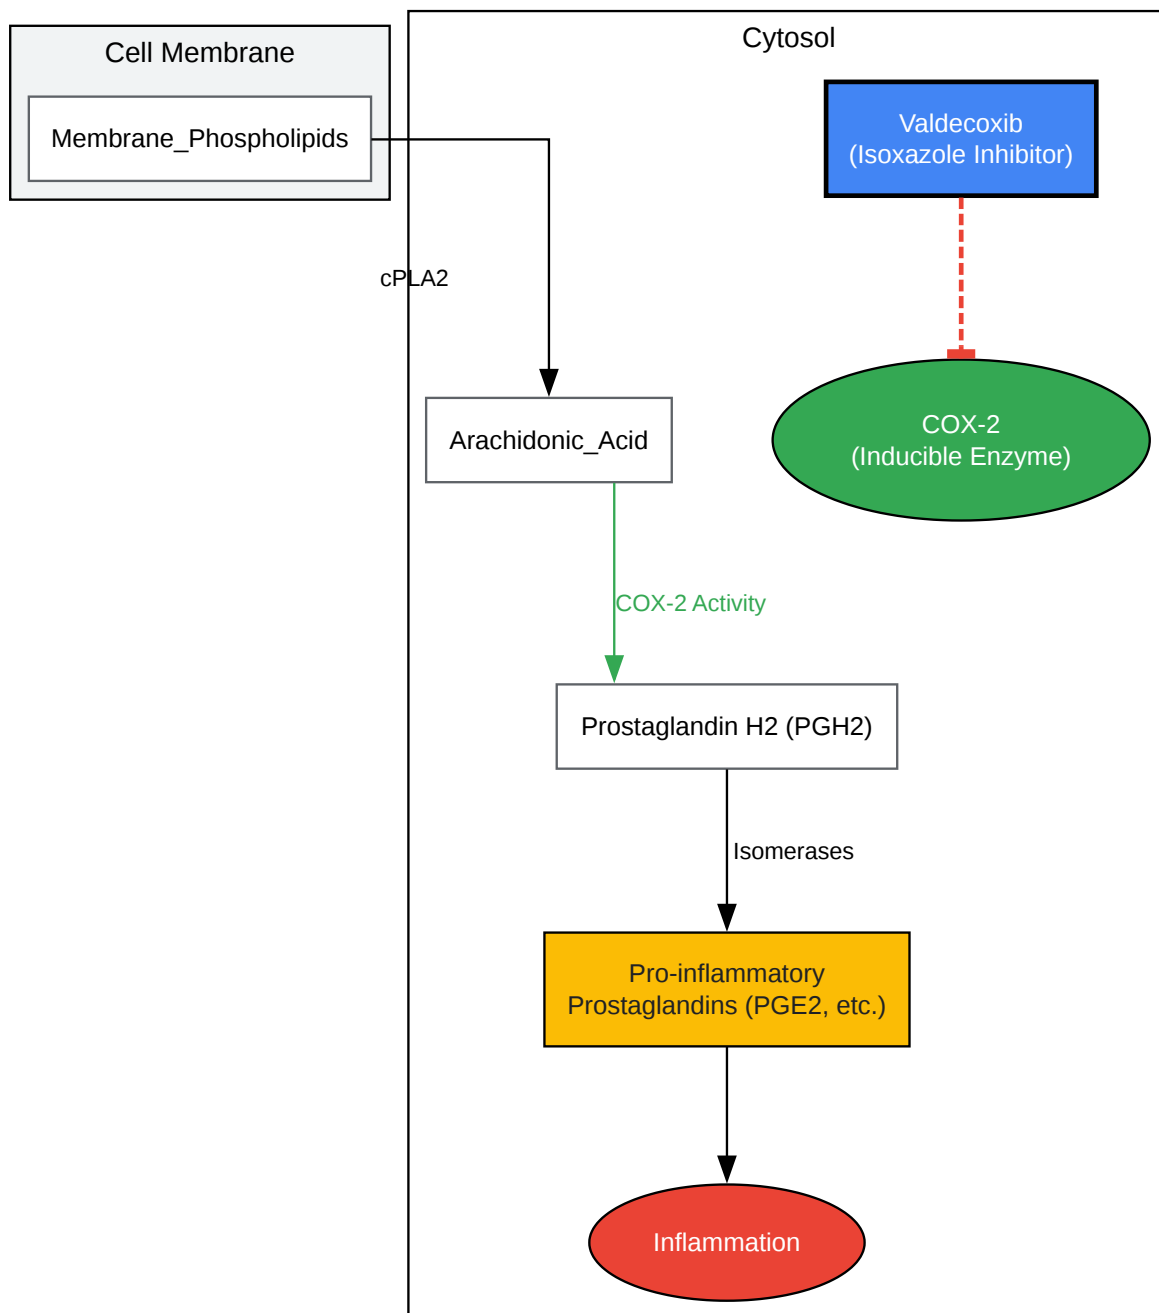 Cell Membrane
Membrane_Phospholipids
Cytosol
Valdecoxib
(Isoxazole Inhibitor)
cPLA2
Arachidonic_Acid
COX-2
(Inducible Enzyme)
COX-2 Activity
Prostaglandin H2 (PGH2)
Isomerases
Pro-inflammatory
Prostaglandins (PGE2, etc.)
Inflammation